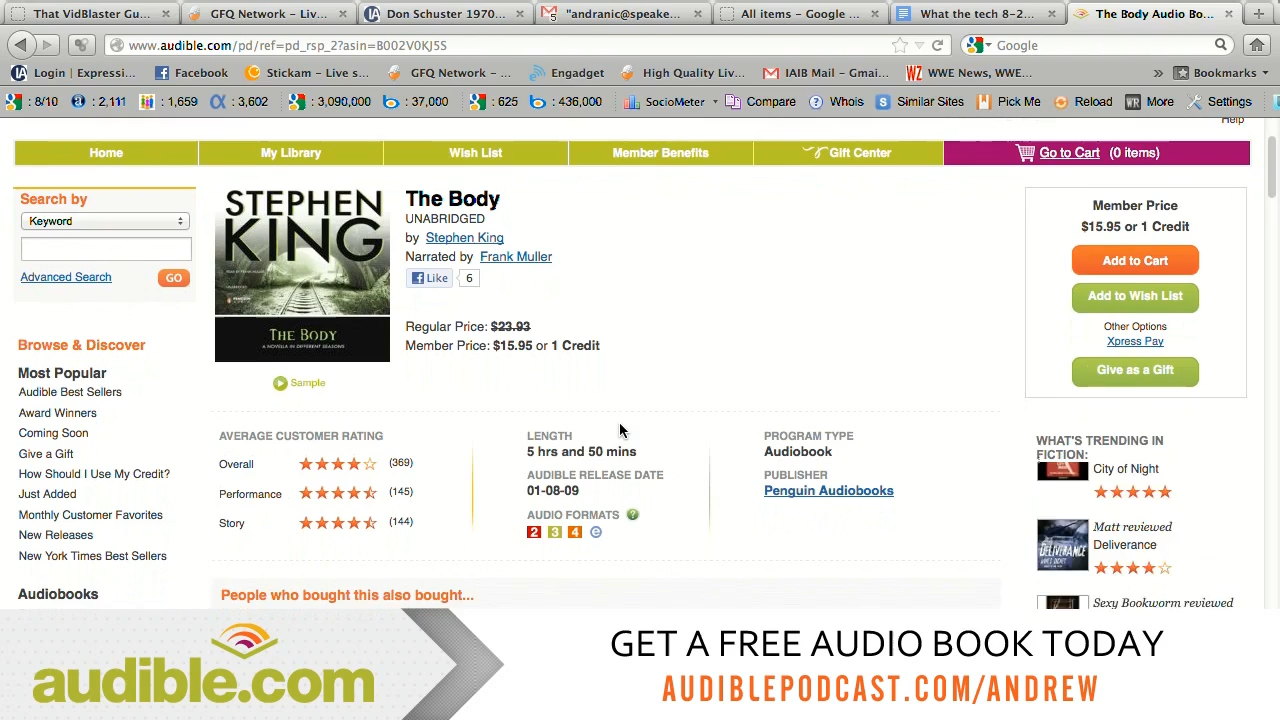 That VidBlaster Gu...
GFQ Network - Liv...
Don Schuster 1970...
"andranic@speake...
All items - Google ...
What the tech 8-2...
The Body Audio Bo...
www.audible.com/pd/ref=pd_rsp_2?asin=B002V0KJ5S
Google
Login | Expressi...
Facebook
Stickam - Live s...
GFQ Network - ...
Engadget
High Quality Liv...
IAIB Mail - Gmai...
WWE News, WWE...
Bookmarks
: 8/10
: 2,111
: 1,659
: 3,602
: 3,090,000
: 37,000
: 625
: 436,000
SocioMeter
Compare
Whois
Similar Sites
Pick Me
Reload
More
Settings
Help
Home
My Library
Wish List
Member Benefits
Gift Center
Go to Cart (0 items)
Search by
Keyword
Advanced Search
GO
Browse & Discover
Most Popular
Audible Best Sellers
Award Winners
Coming Soon
Give a Gift
How Should I Use My Credit?
Just Added
Monthly Customer Favorites
New Releases
New York Times Best Sellers
Audiobooks
STEPHEN
KING
THE BODY
A NOVELLA IN DIFFERENT SEASONS
Sample
The Body
UNABRIDGED
by Stephen King
Narrated by Frank Muller
Like 6
Regular Price: $23.93
Member Price: $15.95 or 1 Credit
AVERAGE CUSTOMER RATING
Overall (369)
Performance (145)
Story (144)
LENGTH
5 hrs and 50 mins
AUDIBLE RELEASE DATE
01-08-09
AUDIO FORMATS ?
2 3 4 e
PROGRAM TYPE
Audiobook
PUBLISHER
Penguin Audiobooks
People who bought this also bought...
Member Price
$15.95 or 1 Credit
Add to Cart
Add to Wish List
Other Options
Xpress Pay
Give as a Gift
WHAT'S TRENDING IN
FICTION:
City of Night
Matt reviewed
Deliverance
DELIVERANCE
Sexy Bookworm reviewed
audible.com
GET A FREE AUDIO BOOK TODAY
AUDIBLEPODCAST.COM/ANDREW